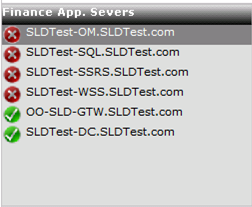 Finance App. Severs
SLDTest-OM.SLDTest.com
SLDTest-SQL.SLDTest.com
SLDTest-SSRS.SLDTest.com
SLDTest-WSS.SLDTest.com
OO-SLD-GTW.SLDTest.com
SLDTest-DC.SLDTest.com